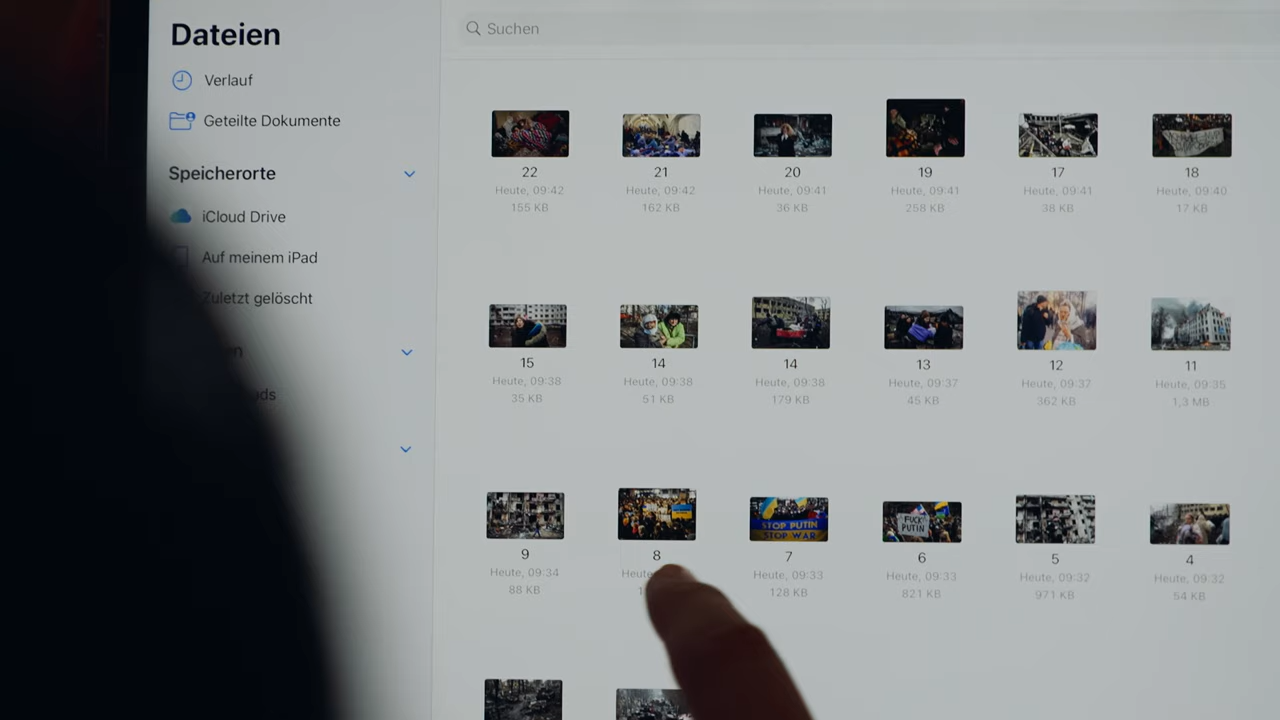 Dateien
Suchen
Verlauf
Geteilte Dokumente
Speicherorte
iCloud Drive
Auf meinem iPad
Zuletzt gelöscht
22 21 20 19 17 18
Heute, 09:42 Heute, 09:42 Heute, 09:41 Heute, 09:41 Heute, 09:41 Heute, 09:40
155 KB 162 KB 36 KB 258 KB 38 KB 17 KB
15 14 14 13 12 11
Heute, 09:38 Heute, 09:38 Heute, 09:38 Heute, 09:37 Heute, 09:37 Heute, 09:35
35 KB 51 KB 179 KB 45 KB 362 KB 1,3 MB
STOP PUTIN
STOP WAR
FUCK
PUTIN
9 8 7 6 5 4
Heute, 09:34 Heute, 09:33 Heute, 09:33 Heute, 09:32 Heute, 09:32
88 KB 128 KB 821 KB 971 KB 54 KB